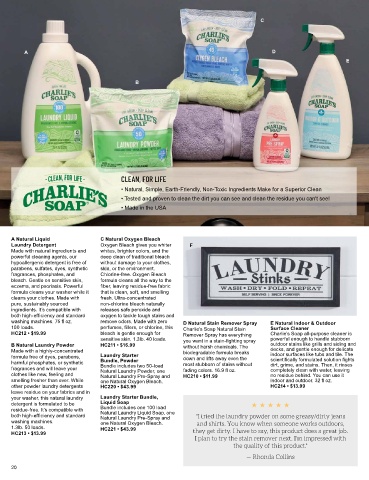 C
A
D
E
B
CHARLIE'S SOAP
LAUNDRY LIQUID
CHARLIE'S SOAP
LAUNDRY POWDER
OXYGEN BLEACH
CHARLIE'S SOAP
CHARLIE'S SOAP
- CLEAN, FOR LIFE -
CHARLIE'S SOAP
CLEAN, FOR LIFE
• Natural, Simple, Earth-Friendly, Non-Toxic Ingredients Make for a Superior Clean
• Tested and proven to clean the dirt you can see and clean the residue you can't see!
• Made in the USA
A Natural Liquid
Laundry Detergent
Made with natural ingredients and
powerful cleaning agents, our
hypoallergenic detergent is free of
parabens, sulfates, dyes, synthetic
fragrances, phosphates, and
bleach. Gentle on sensitive skin,
eczema, and psoriasis. Powerful
formula cleans your washer while it
cleans your clothes. Made with
pure, sustainably sourced
ingredients. It's compatible with
both high-efficiency and standard
washing machines. 75 fl oz.
100 loads.
HC212 • $19.99
B Natural Laundry Powder
Made with a highly-concentrated
formula free of dyes, parabens,
harmful phosphates, or synthetic
fragrances and will leave your
clothes like new, feeling and
smelling fresher than ever. While
other powder laundry detergents
leave residue on your fabrics and in
your washer, this natural laundry
detergent is formulated to be
residue-free. It's compatible with
both high-efficiency and standard
washing machines.
1.3lb. 50 loads.
HC213 • $13.99
C Natural Oxygen Bleach
Oxygen Bleach gives you whiter
whites, brighter colors, and the
deep clean of traditional bleach
without damage to your clothes,
skin, or the environment.
Chlorine-free. Oxygen Bleach
formula cleans all the way to the
fiber, leaving residue-free fabric
that is clean, soft, and smelling
fresh. Ultra-concentrated
non-chlorine bleach naturally
releases safe peroxide and
oxygen to tackle tough stains and
remove odors. Made with zero
perfumes, fillers, or chlorine, this
bleach is gentle enough for
sensitive skin. 1.3lb. 40 loads.
HC211 • $15.99
Laundry Starter
Bundle, Powder
Bundle includes two 50-load
Natural Laundry Powder, one
Natural Laundry Pre-Spray and
one Natural Oxygen Bleach.
HC220 • $43.99
Laundry Starter Bundle,
Liquid Soap
Bundle includes one 100 load
Natural Laundry Liquid Soap, one
Natural Laundry Pre-Spray and
one Natural Oxygen Bleach.
HC221 • $43.99
F
LAUNDRY
Stinks
WASH • DRY • FOLD • REPEAT
SELF SERVING | SINCE FOREVER
D Natural Stain Remover Spray
Charlie's Soap Natural Stain
Remover Spray has everything
you want in a stain-fighting spray
without harsh chemicals. The
biodegradable formula breaks
down and lifts away even the
most stubborn of stains without
fading colors. 16.9 fl oz.
HC210 • $11.99
E Natural Indoor & Outdoor
Surface Cleaner
Charlie's Soap all-purpose cleaner is
powerful enough to handle stubborn
outdoor stains like grills and siding and
decks, and gentle enough for delicate
indoor surfaces like tubs and tile. The
scientifically formulated solution fights
dirt, grime, and stains. Then, it rinses
completely clean with water, leaving
no residue behind. You can use it
indoor and outdoor. 32 fl oz.
HC214 • $13.99
★★★★★
"I tried the laundry powder on some greasy/dirty jeans
and shirts. You know when someone works outdoors,
they get dirty. I have to say, this product does a great job.
I plan to try the stain remover next. I'm impressed with
the quality of this product."
— Rhonda Collins
20